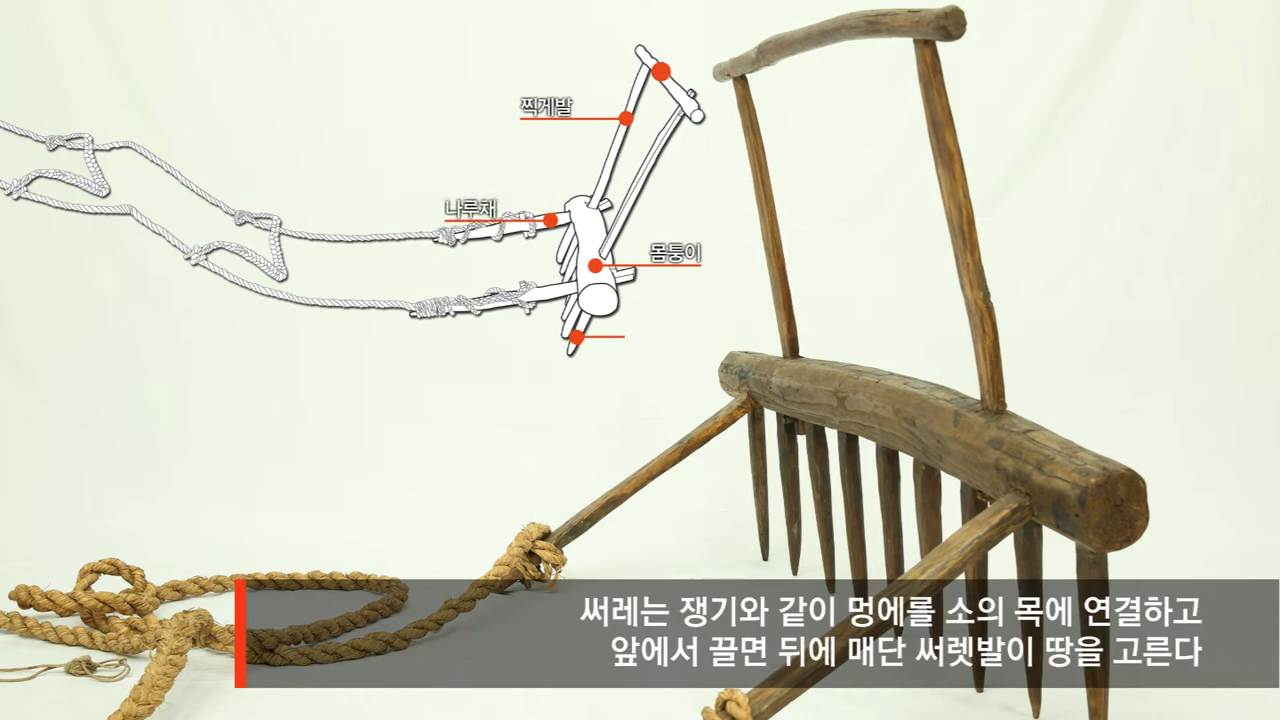 찍게발
나루채
몸퉁이
써레는 쟁기와 같이 멍에를 소의 목에 연결하고
앞에서 끌면 뒤에 매단 써렛발이 땅을 고른다